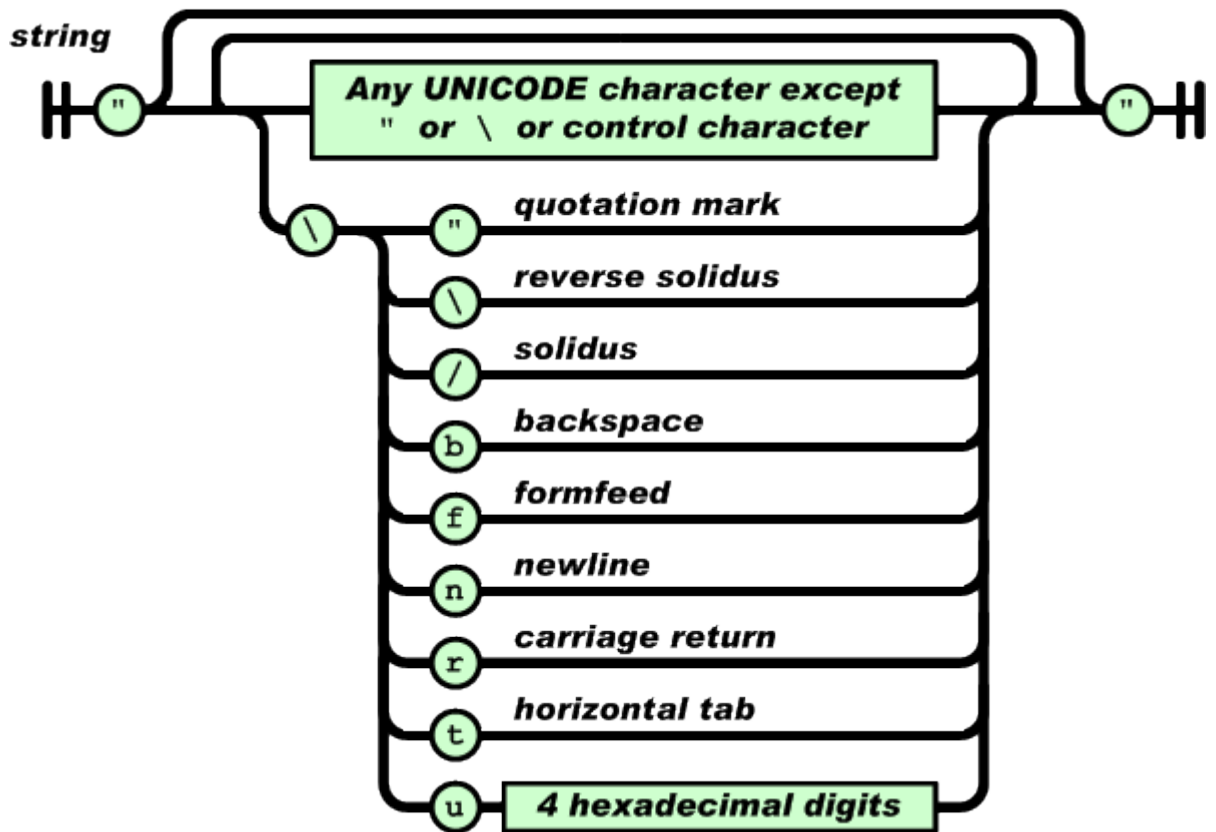 string
"
Any UNICODE character except
" or \ or control character
"
\
" quotation mark
\ reverse solidus
/ solidus
b backspace
f formfeed
n newline
r carriage return
t horizontal tab
u 4 hexadecimal digits